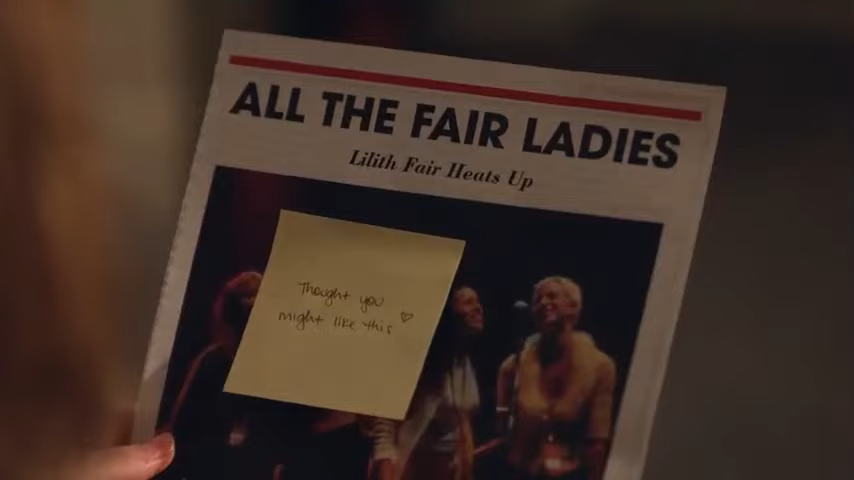 ALL THE FAIR LADIES
Lilith Fair Heats Up
Thought you
might like this ♡